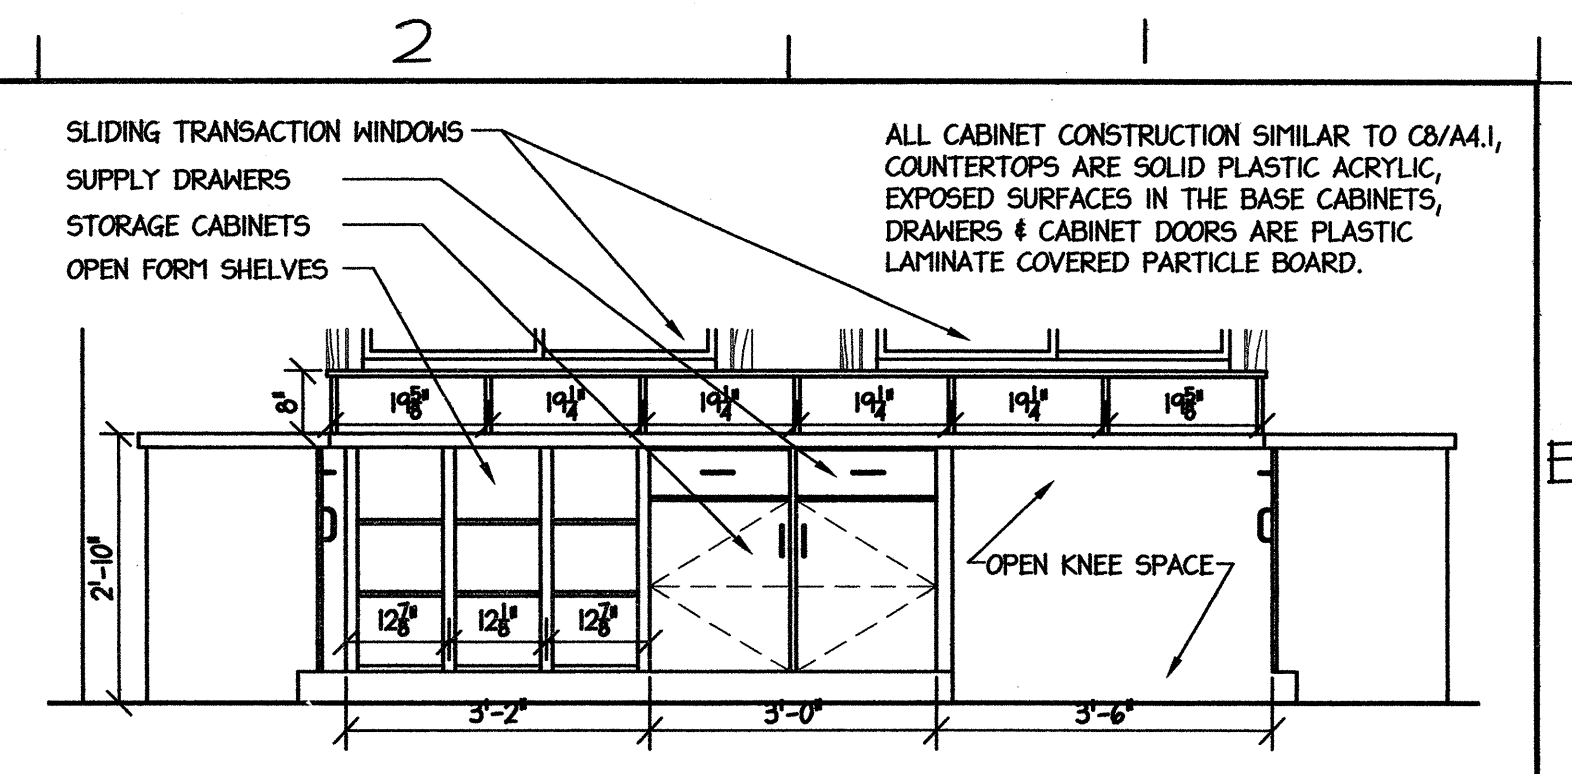 2
1
SLIDING TRANSACTION WINDOWS
SUPPLY DRAWERS
STORAGE CABINETS
OPEN FORM SHELVES
ALL CABINET CONSTRUCTION SIMILAR TO C8/A4.1,
COUNTERTOPS ARE SOLID PLASTIC ACRYLIC,
EXPOSED SURFACES IN THE BASE CABINETS,
DRAWERS & CABINET DOORS ARE PLASTIC
LAMINATE COVERED PARTICLE BOARD.
8"
19 5/8" 19 1/4" 19 1/4" 19 1/4" 19 1/4" 19 5/8"
2'-10"
OPEN KNEE SPACE
12 7/8" 12 1/8" 12 7/8"
3'-2" 3'-0" 3'-6"